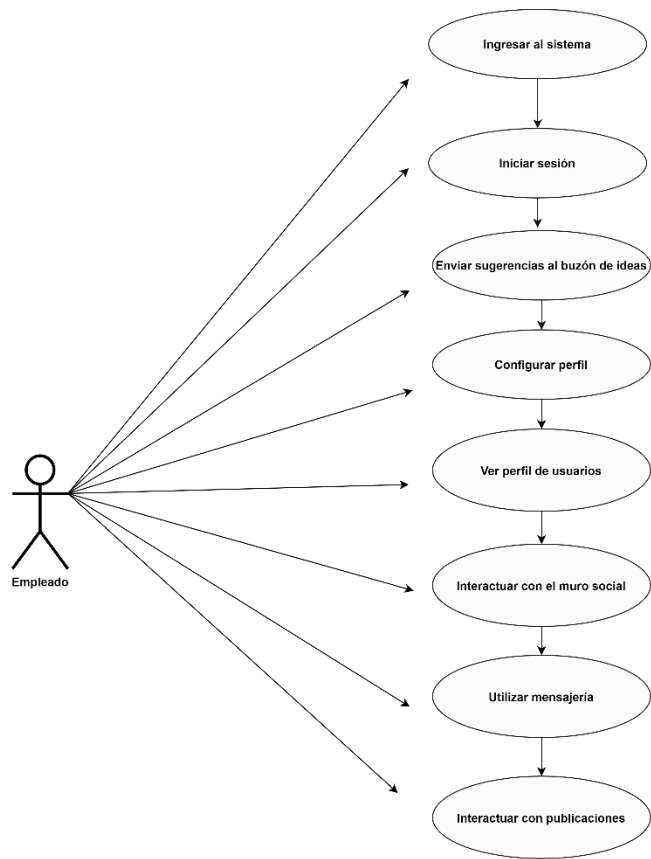 Ingresar al sistema
Iniciar sesión
Enviar sugerencias al buzón de ideas
Configurar perfil
Ver perfil de usuarios
Interactuar con el muro social
Utilizar mensajería
Interactuar con publicaciones
Empleado